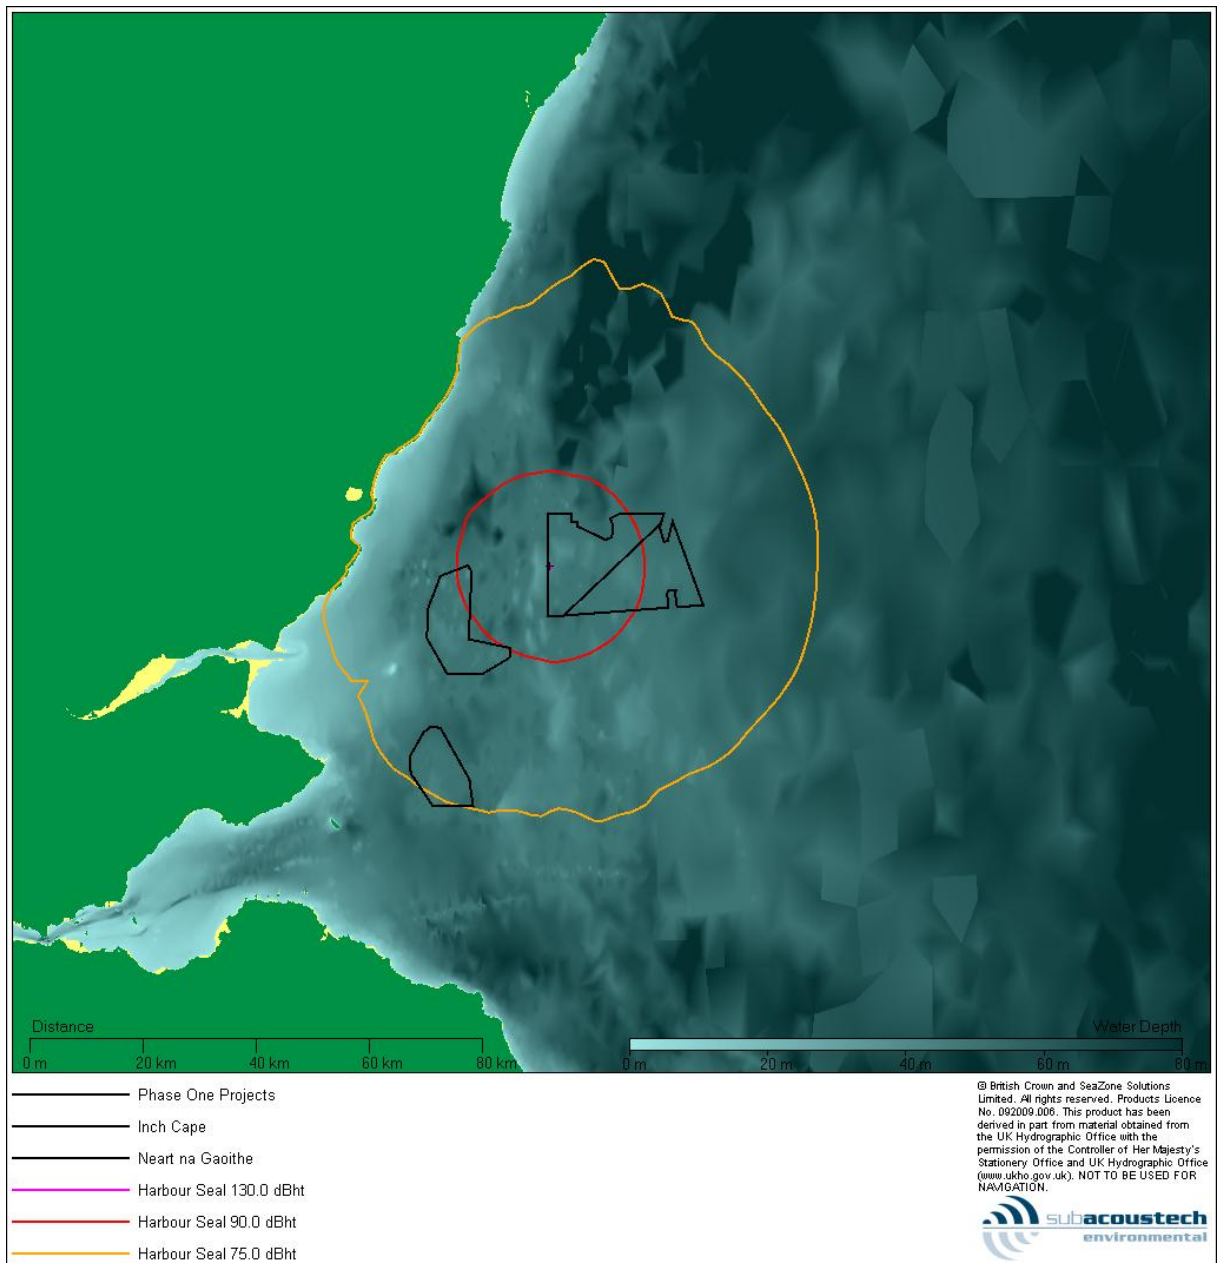 Distance
0 m 20 km 40 km 60 km 80 km
Water Depth
0 m 20 m 40 m 60 m 80 m
Phase One Projects
Inch Cape
Neart na Gaoithe
Harbour Seal 130.0 dBht
Harbour Seal 90.0 dBht
Harbour Seal 75.0 dBht
© British Crown and SeaZone Solutions
Limited. All rights reserved. Products Licence
No. 092009.006. This product has been
derived in part from material obtained from
the UK Hydrographic Office with the
permission of the Controller of Her Majesty's
Stationery Office and UK Hydrographic Office
(www.ukho.gov.uk). NOT TO BE USED FOR
NAVIGATION.
subacoustech
environmental